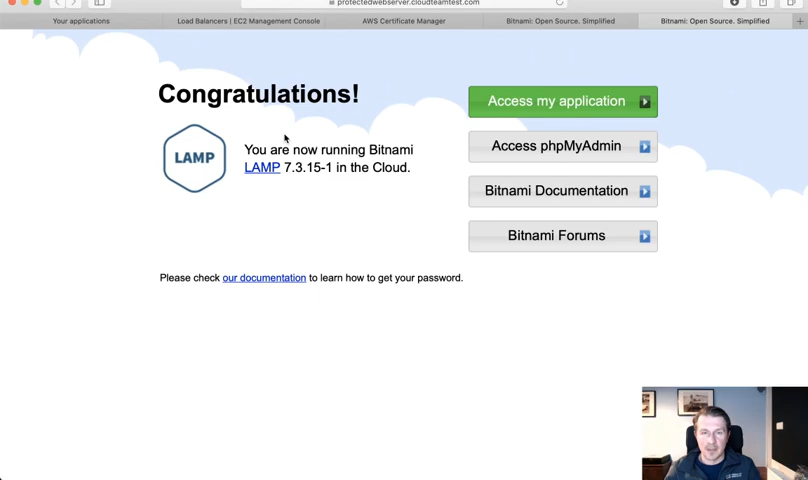 protectedwebserver.cloudteamtest.com
Your applications
Load Balancers | EC2 Management Console
AWS Certificate Manager
Bitnami: Open Source. Simplified
Bitnami: Open Source. Simplified
Congratulations!
LAMP
You are now running Bitnami
LAMP 7.3.15-1 in the Cloud.
Access my application
Access phpMyAdmin
Bitnami Documentation
Bitnami Forums
Please check our documentation to learn how to get your password.